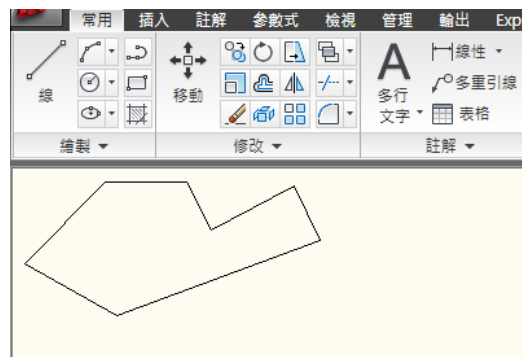 常用 插入 註解 參數式 檢視 管理 輸出 Exp
線 移動 A 多行 文字 線性
多重引線
表格
繪製 修改 註解